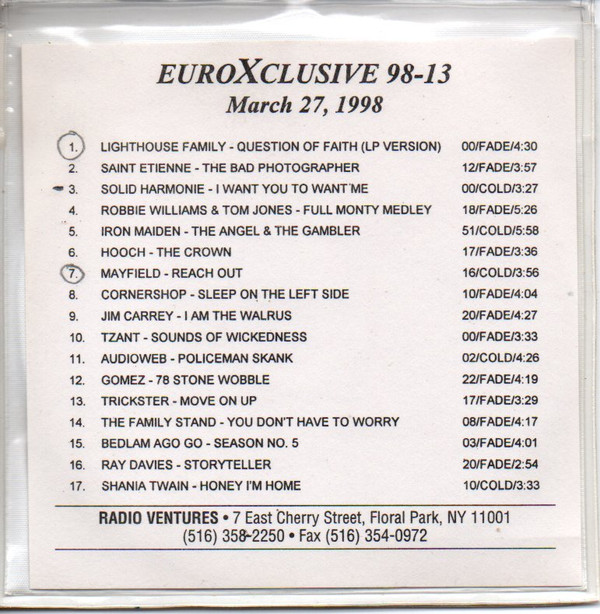 EUROXCLUSIVE 98-13
March 27, 1998
1. LIGHTHOUSE FAMILY - QUESTION OF FAITH (LP VERSION) 00/FADE/4:30
2. SAINT ETIENNE - THE BAD PHOTOGRAPHER 12/FADE/3:57
3. SOLID HARMONIE - I WANT YOU TO WANT ME 00/COLD/3:27
4. ROBBIE WILLIAMS & TOM JONES - FULL MONTY MEDLEY 18/FADE/5:26
5. IRON MAIDEN - THE ANGEL & THE GAMBLER 51/COLD/5:58
6. HOOCH - THE CROWN 17/FADE/3:36
7. MAYFIELD - REACH OUT 16/COLD/3:56
8. CORNERSHOP - SLEEP ON THE LEFT SIDE 10/FADE/4:04
9. JIM CARREY - I AM THE WALRUS 20/FADE/4:27
10. TZANT - SOUNDS OF WICKEDNESS 00/FADE/3:33
11. AUDIOWEB - POLICEMAN SKANK 02/COLD/4:26
12. GOMEZ - 78 STONE WOBBLE 22/FADE/4:19
13. TRICKSTER - MOVE ON UP 17/FADE/3:29
14. THE FAMILY STAND - YOU DON'T HAVE TO WORRY 08/FADE/4:17
15. BEDLAM AGO GO - SEASON NO. 5 03/FADE/4:01
16. RAY DAVIES - STORYTELLER 20/FADE/2:54
17. SHANIA TWAIN - HONEY I'M HOME 10/COLD/3:33
RADIO VENTURES • 7 East Cherry Street, Floral Park, NY 11001
(516) 358-2250 • Fax (516) 354-0972